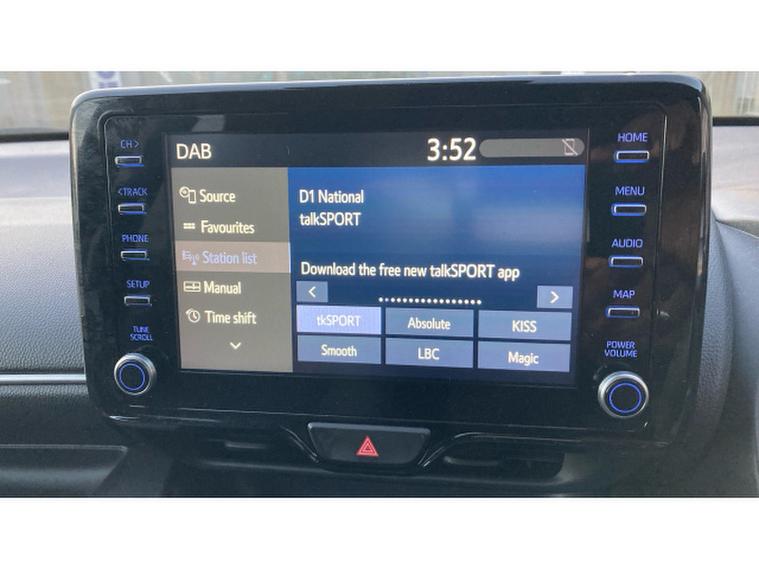 DAB
3:52
CH >
< TRACK
PHONE
SETUP
TUNE
SCROLL
Source
Favourites
Station list
Manual
Time shift
D1 National
talkSPORT
Download the free new talkSPORT app
< >
tkSPORT Absolute KISS
Smooth LBC Magic
HOME
MENU
AUDIO
MAP
POWER
VOLUME